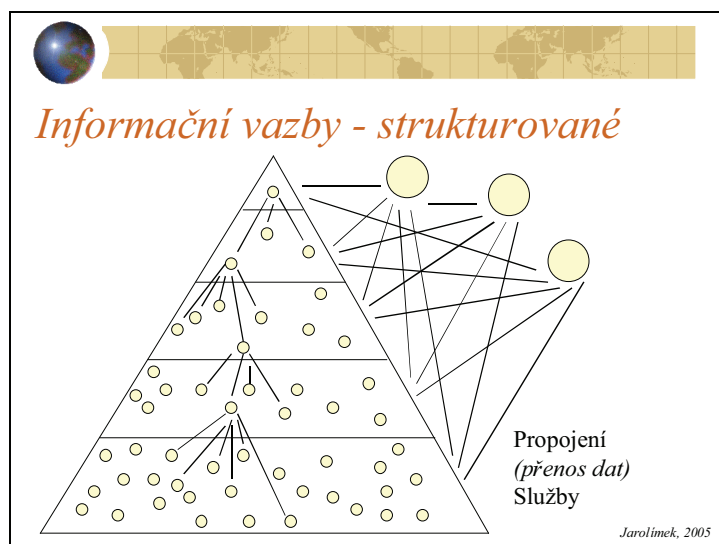 Informační vazby - strukturované
Propojení
(přenos dat)
Služby
Jarolímek, 2005